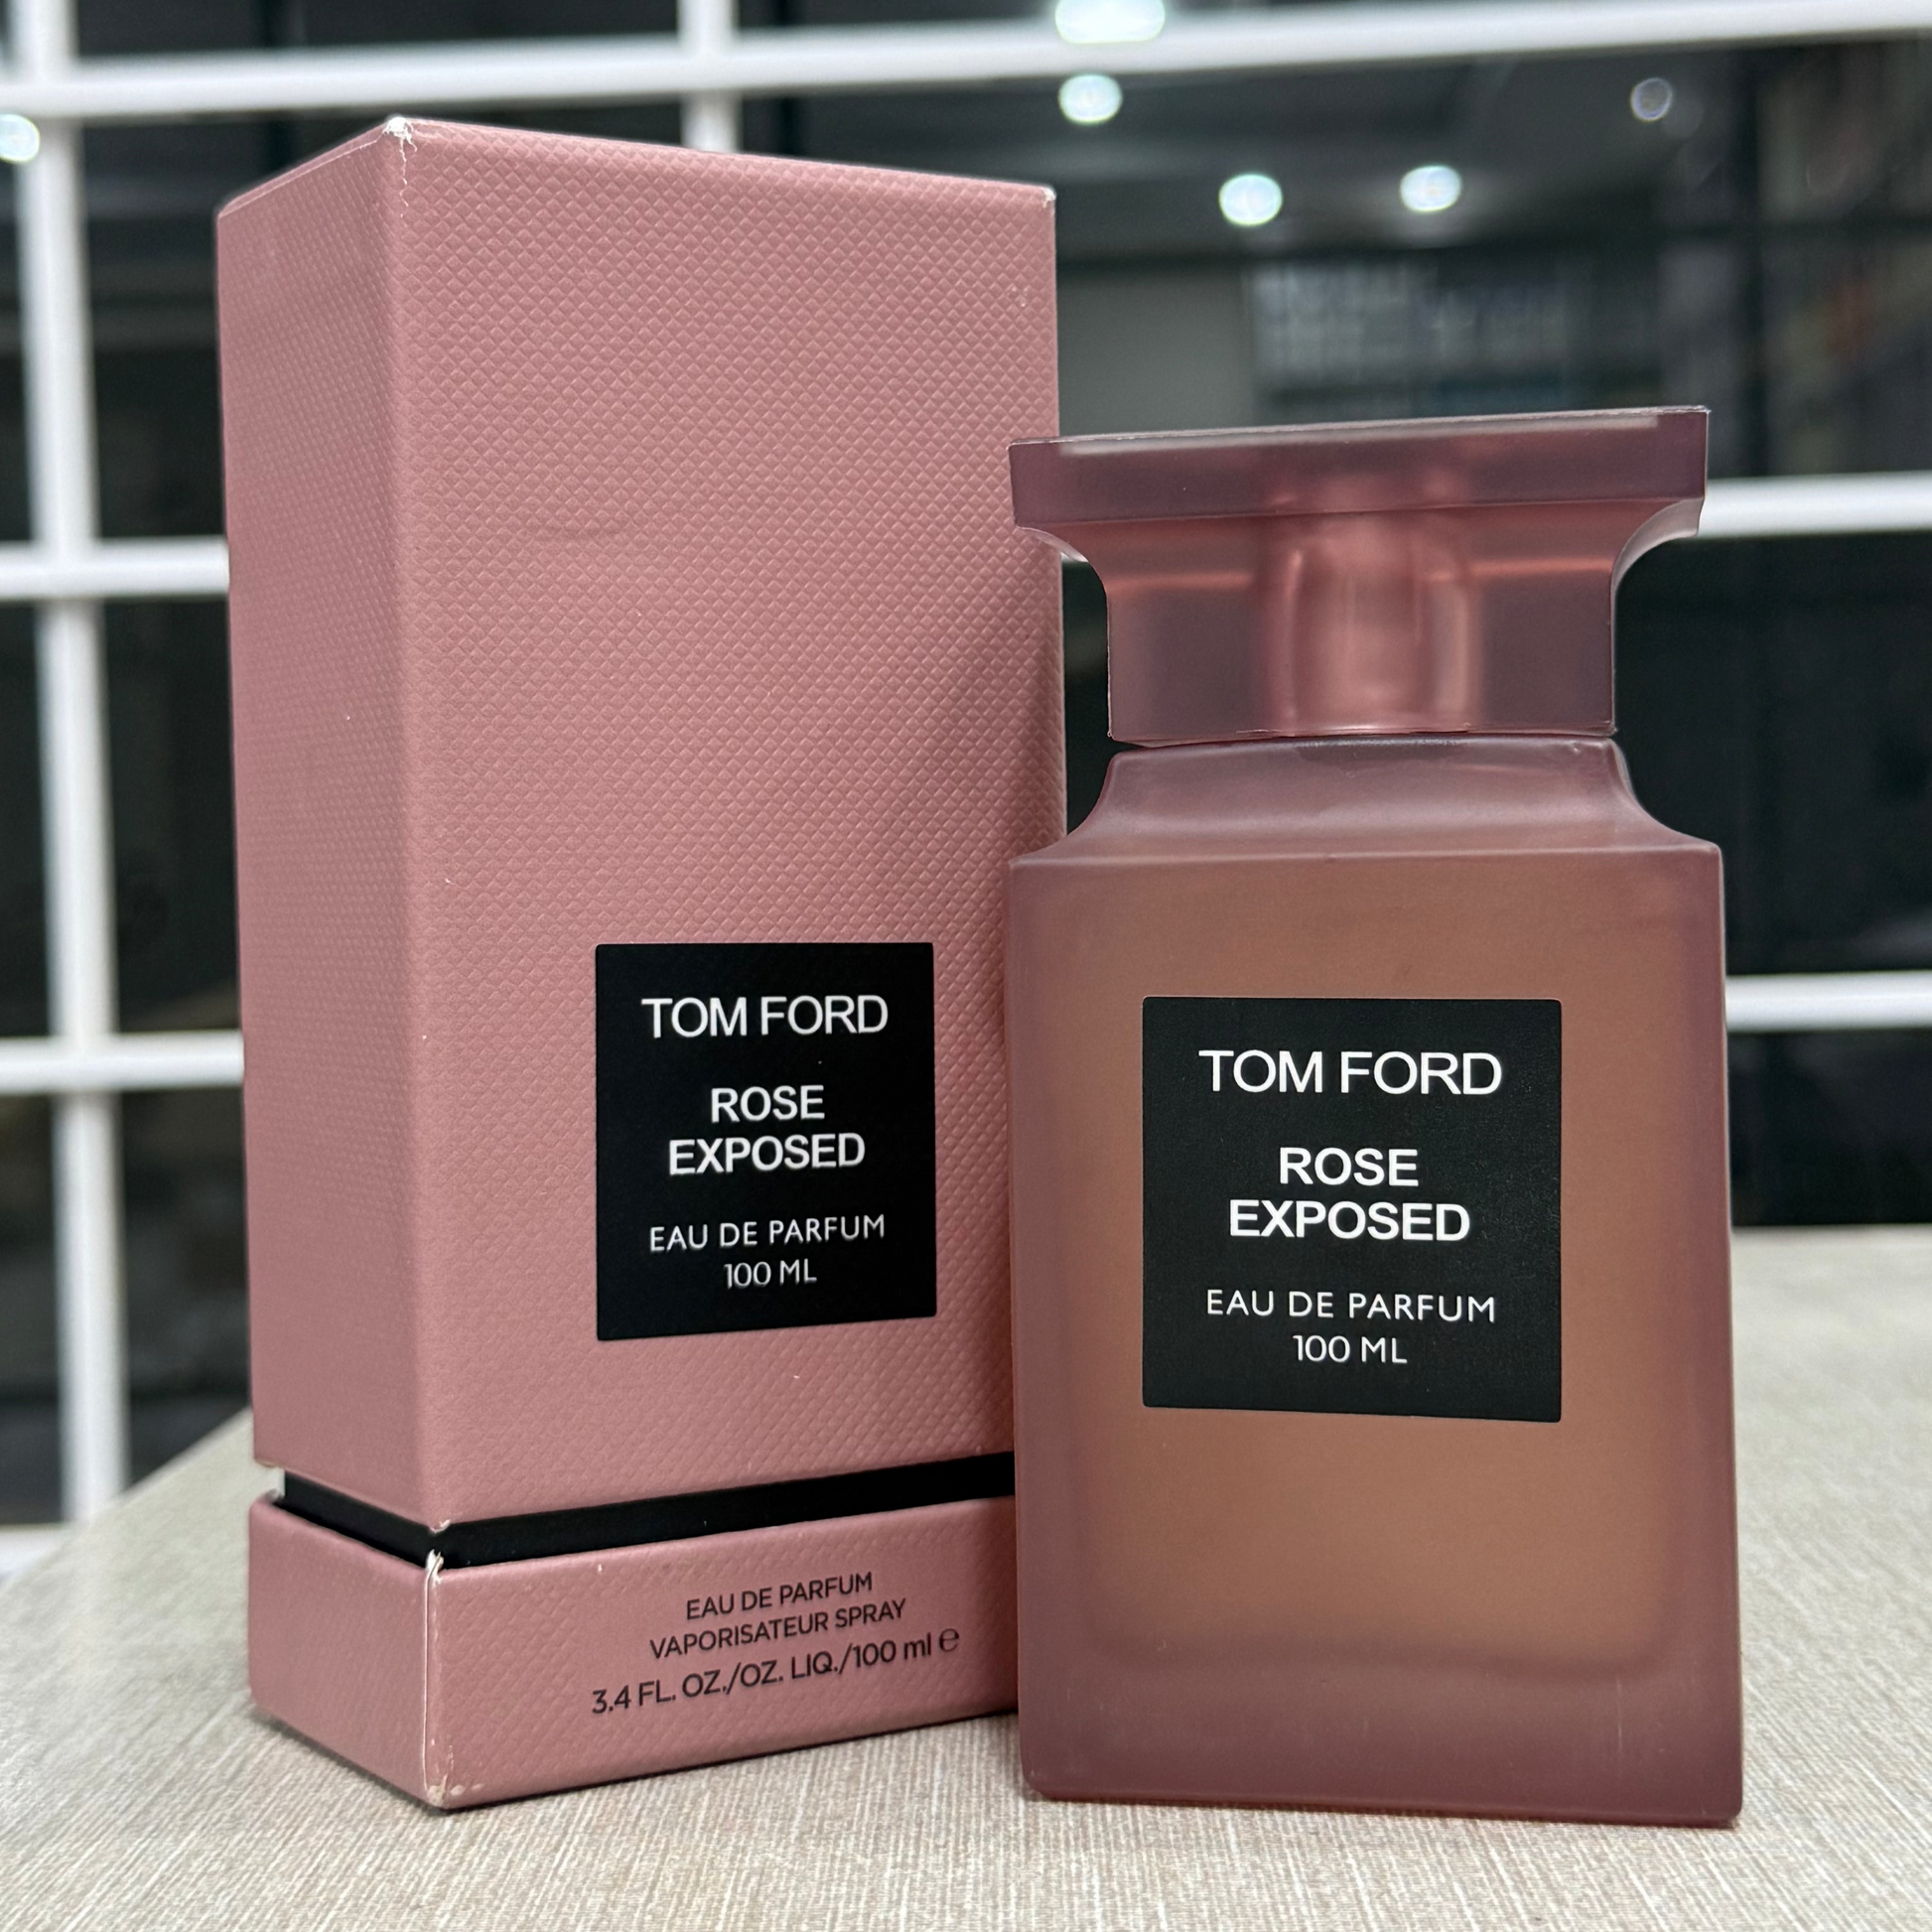 TOM FORD
ROSE
EXPOSED
EAU DE PARFUM
100 ML
EAU DE PARFUM
VAPORISATEUR SPRAY
3.4 FL. OZ./OZ. LIQ./100 ml ℮
TOM FORD
ROSE
EXPOSED
EAU DE PARFUM
100 ML